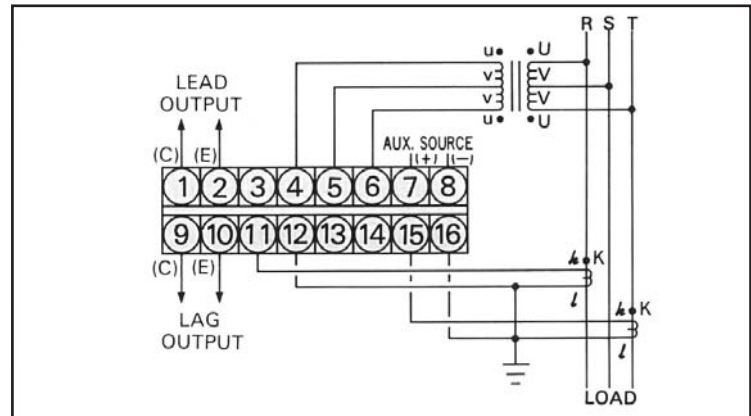 R S T
u U
LEAD
OUTPUT
v V
v V
u U
AUX. SOURCE
(C) (E) (+) (−)
1 2 3 4 5 6 7 8
9 10 11 12 13 14 15 16
(C) (E)
k K
l
LAG
OUTPUT
k K
l
LOAD